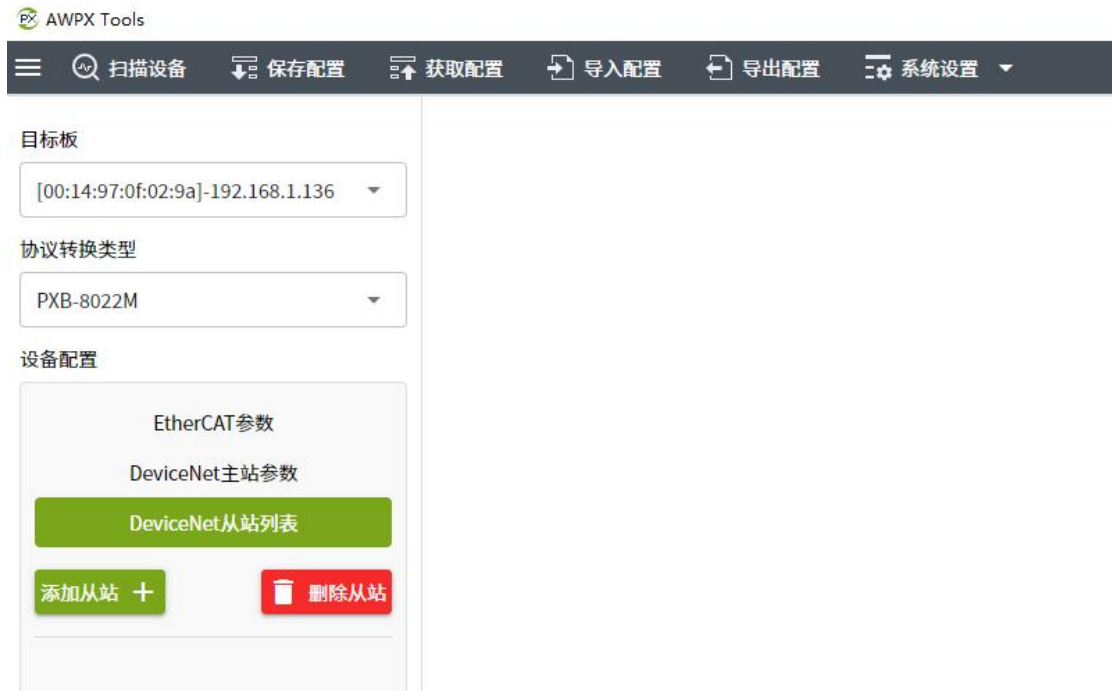 PX AWPX Tools
扫描设备 保存配置 获取配置 导入配置 导出配置 系统设置
目标板
[00:14:97:0f:02:9a]-192.168.1.136
协议转换类型
PXB-8022M
设备配置
EtherCAT参数
DeviceNet主站参数
DeviceNet从站列表
添加从站 删除从站